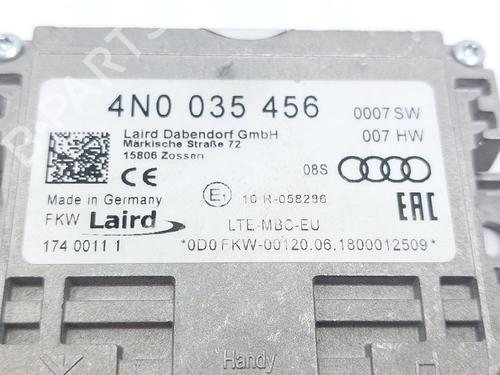 4N0 035 456
0007 SW
007 HW
Laird Dabendorf GmbH
Märkische Straße 72
15806 Zossen
08S
CE
Made in Germany
E1
10 R-058286
EAC
FKW Laird
LTE-MBC-EU
174 0011 1
*0D0 FKW-00120.06.1800012509*
Handy